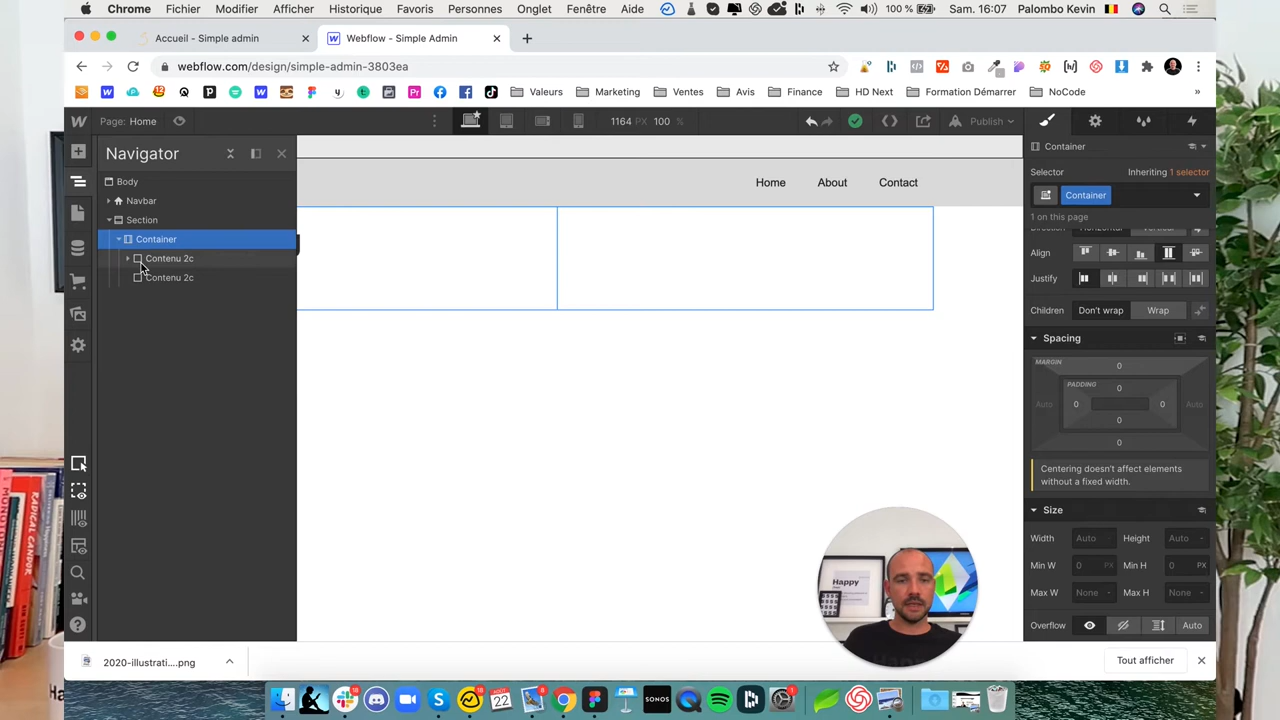 Chrome Fichier Modifier Afficher Historique Favoris Personnes Onglet Fenêtre Aide 100 % Sam. 16:07 Palombo Kevin
Accueil - Simple admin × Webflow - Simple Admin × +
webflow.com/design/simple-admin-3803ea
Valeurs Marketing Ventes Avis Finance HD Next Formation Démarrer NoCode »
Page: Home 1164 PX 100 % Publish
Navigator
Body
Navbar
Section
Container
Contenu 2c
Contenu 2c
Home About Contact
Container
Selector Inheriting 1 selector
Container
1 on this page
Direction Horizontal Vertical
Align
Justify
Children Don't wrap Wrap
Spacing
MARGIN 0
PADDING 0
Auto 0 0 Auto
0
0
Centering doesn't affect elements
without a fixed width.
Size
Width Auto Height Auto
Min W 0 PX Min H 0 PX
Max W None Max H None
Overflow Auto
Happy
2020-illustrati....png
Tout afficher
RADICAL CANDOR